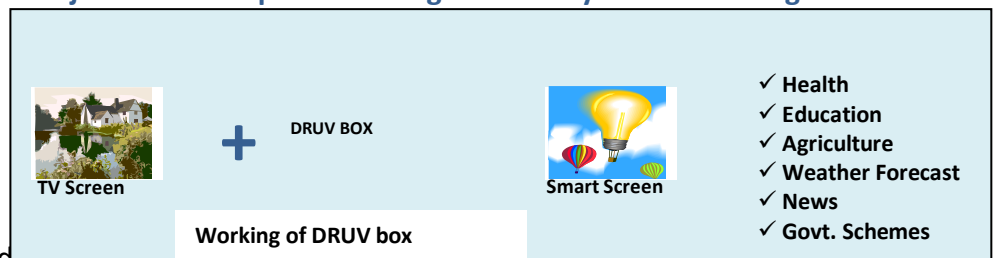 DRUV BOX
TV Screen
Smart Screen
✓ Health
✓ Education
✓ Agriculture
✓ Weather Forecast
✓ News
✓ Govt. Schemes
Working of DRUV box